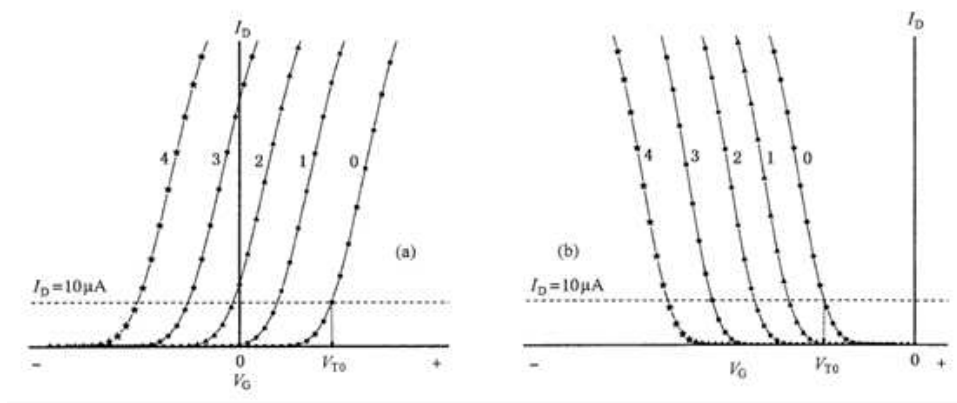 I_D
4 3 2 1 0
(a)
I_D=10μA
− 0 V_T0 +
V_G
I_D
4 3 2 1 0
(b)
I_D=10μA
− V_G V_T0 0 +